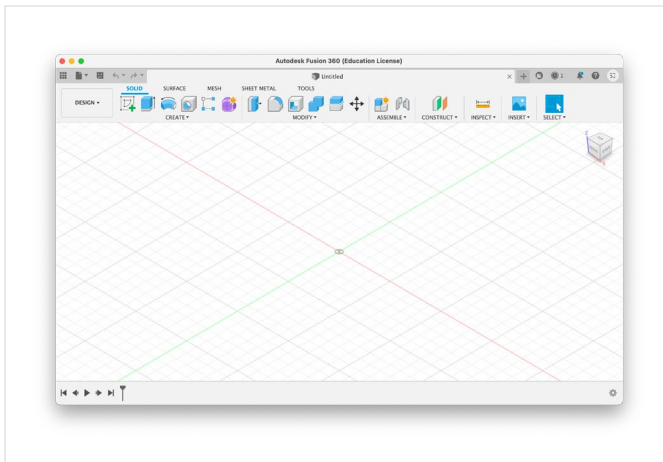 Autodesk Fusion 360 (Education License)
Untitled
1
SOLID SURFACE MESH SHEET METAL TOOLS
DESIGN
CREATE MODIFY ASSEMBLE CONSTRUCT INSPECT INSERT SELECT
Z